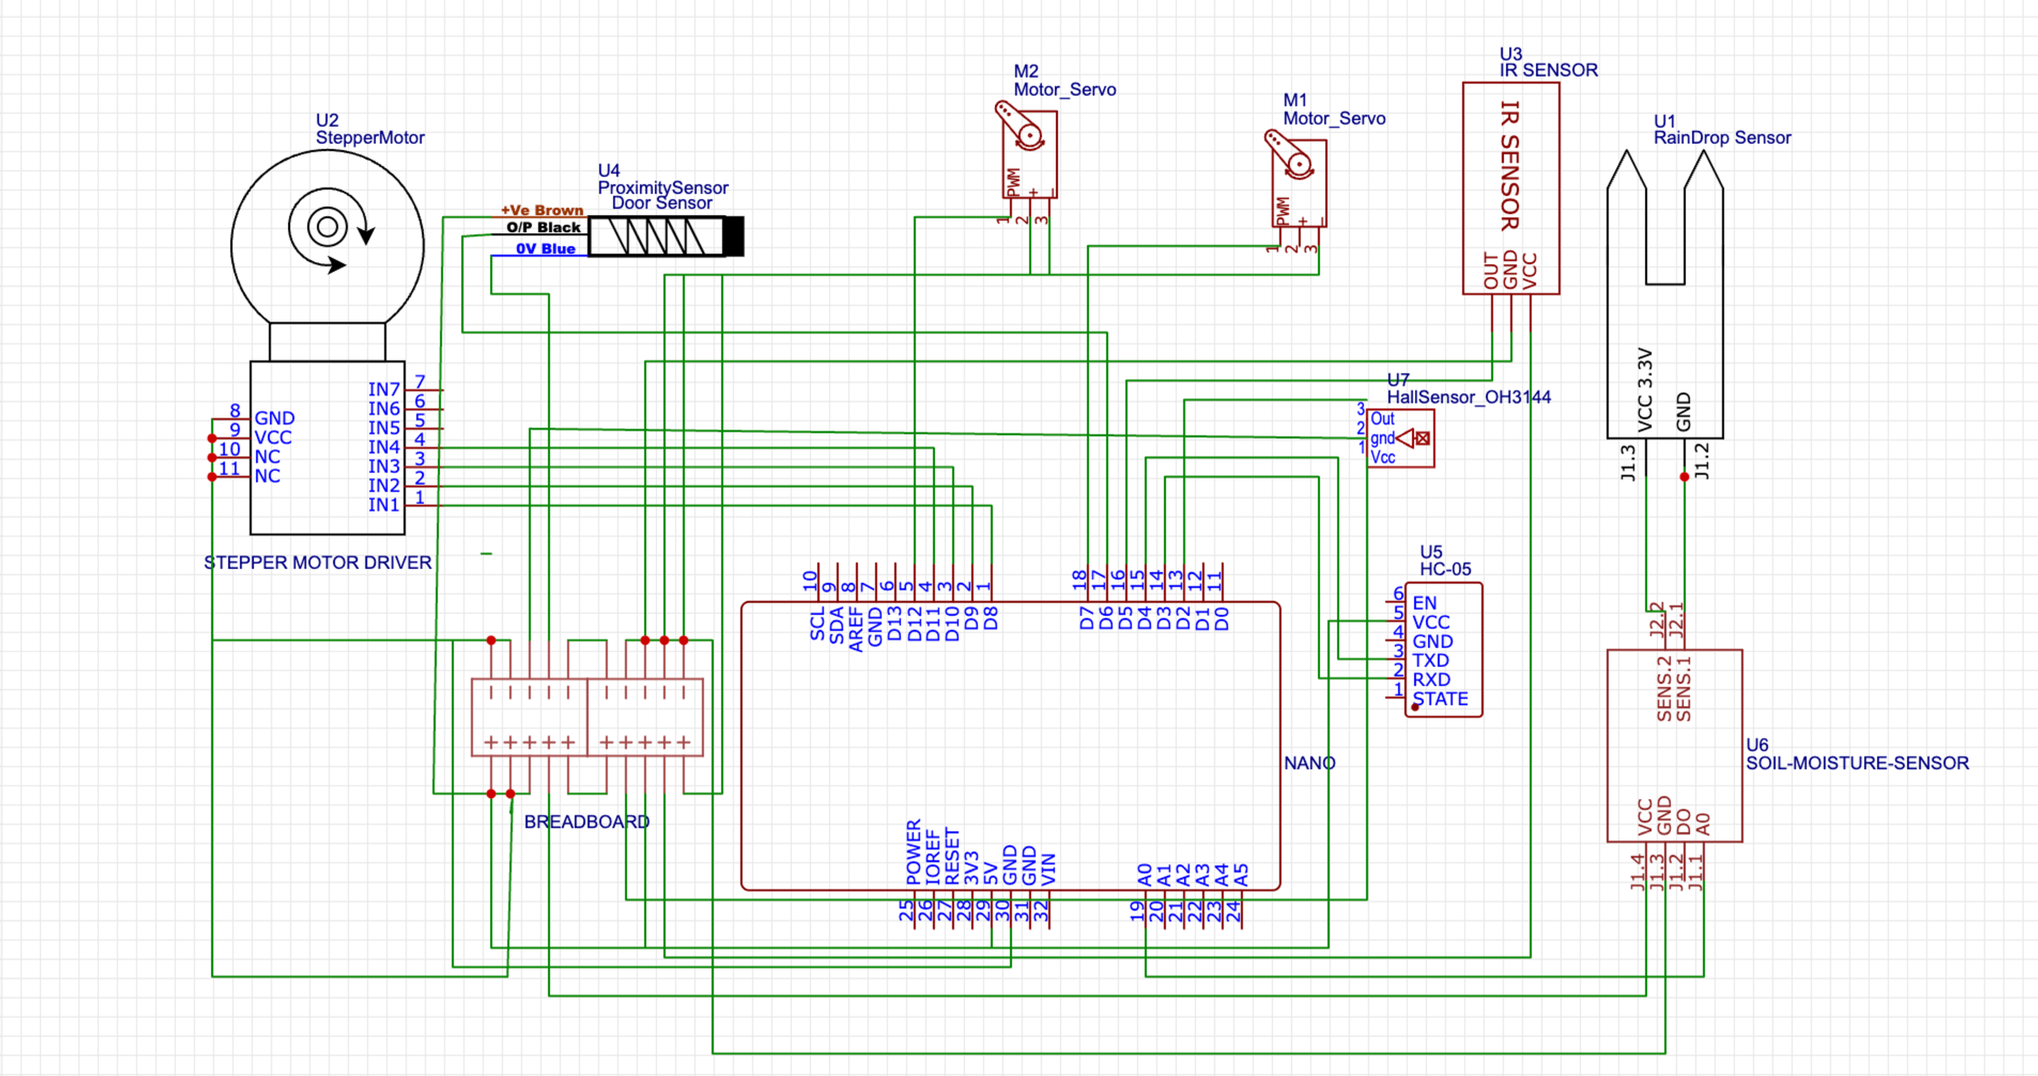 U2
StepperMotor
IN7 7
IN6 6
IN5 5
IN4 4
IN3 3
IN2 2
IN1 1
8 GND
9 VCC
10 NC
11 NC
STEPPER MOTOR DRIVER
U4
ProximitySensor
Door Sensor
+Ve Brown
O/P Black
0V Blue
M2
Motor_Servo
PWM
+
-
1
2
3
M1
Motor_Servo
PWM
+
-
1
2
3
U3
IR SENSOR
IR SENSOR
OUT
GND
VCC
U1
RainDrop Sensor
VCC 3.3V
GND
J1.3
J1.2
U7
HallSensor_OH3144
3 Out
2 gnd
1 Vcc
U5
HC-05
6 EN
5 VCC
4 GND
3 TXD
2 RXD
1 STATE
10 SCL
9 SDA
8 AREF
7 GND
6 D13
5 D12
4 D11
3 D10
2 D9
1 D8
18 D7
17 D6
16 D5
15 D4
14 D3
13 D2
12 D1
11 D0
NANO
POWER 25
IOREF 26
RESET 27
3V3 28
5V 29
GND 30
GND 31
VIN 32
A0 19
A1 20
A2 21
A3 22
A4 23
A5 24
- - - - - - - - - -
+ + + + + + + + + +
BREADBOARD
J2.2
J2.1
SENS.2
SENS.1
U6
SOIL-MOISTURE-SENSOR
VCC
GND
DO
A0
J1.4
J1.3
J1.2
J1.1